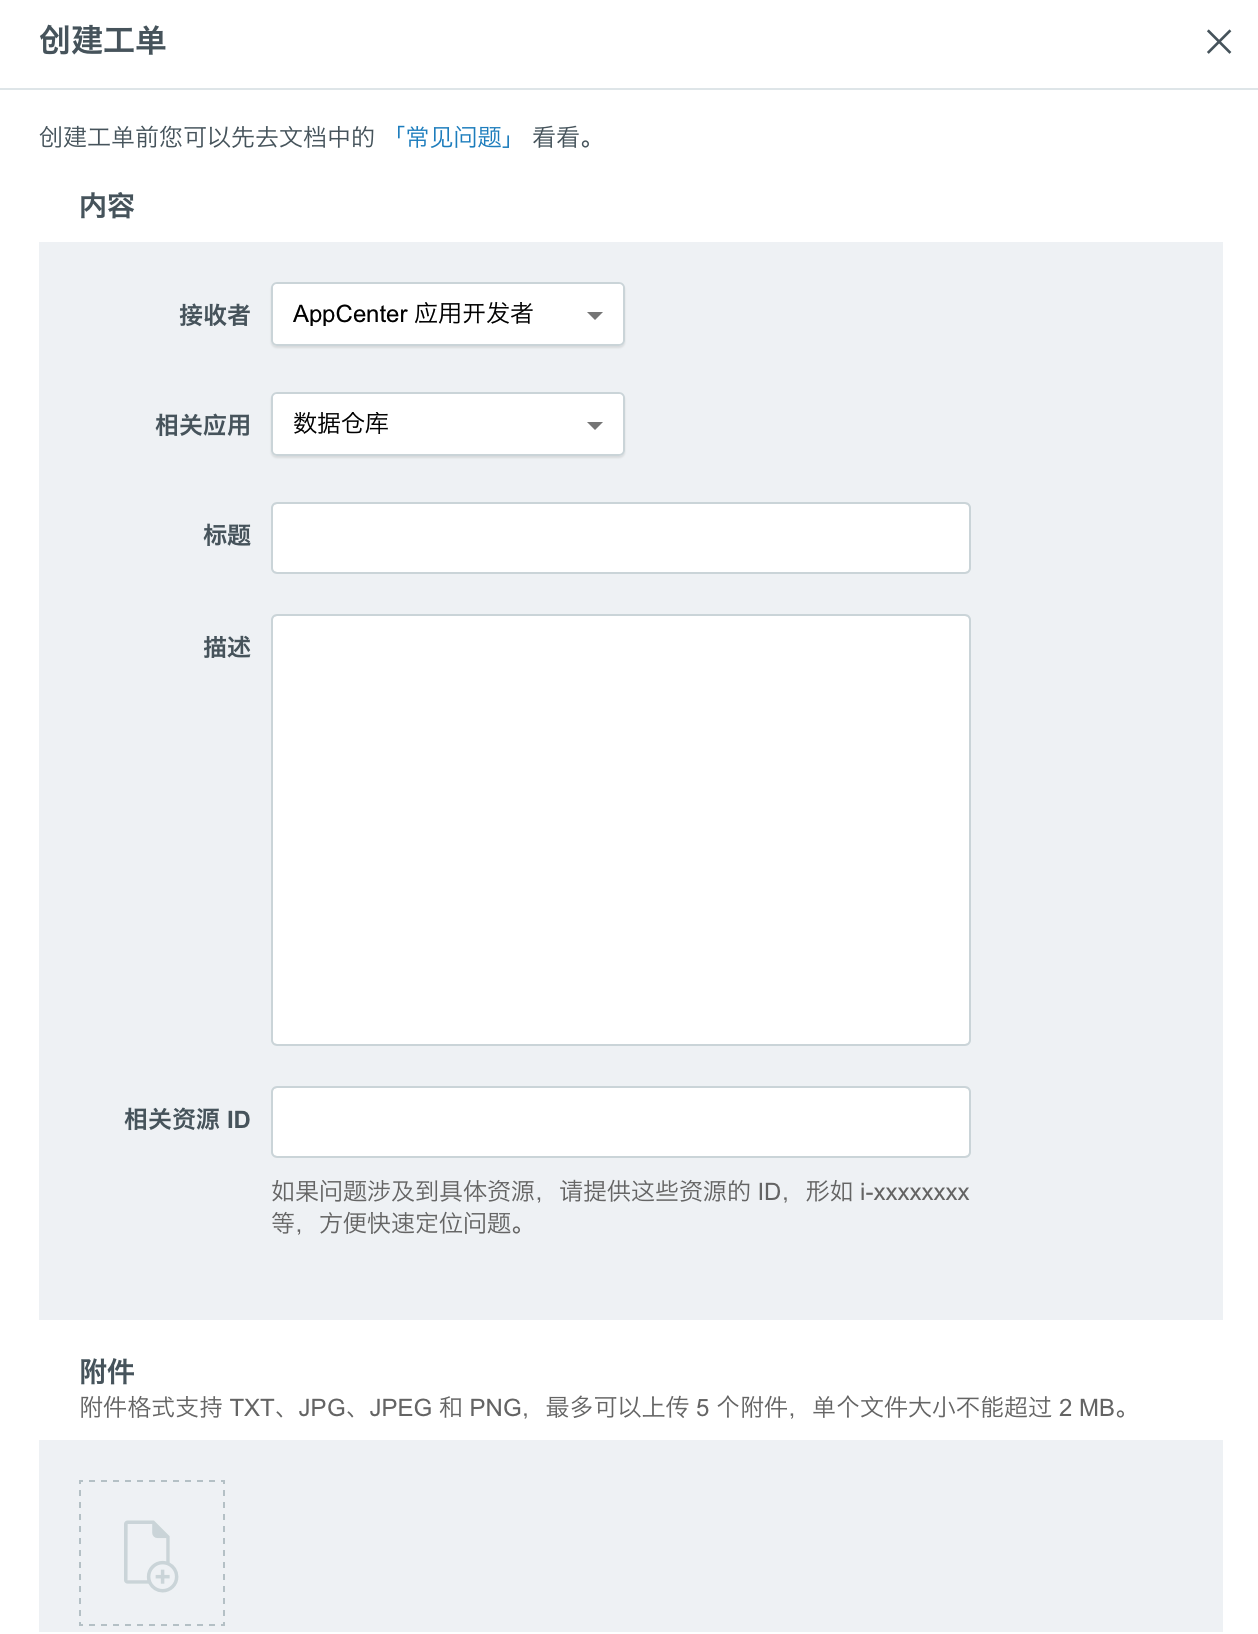 创建工单
创建工单前您可以先去文档中的 「常见问题」 看看。
内容
接收者 AppCenter 应用开发者
相关应用 数据仓库
标题
描述
相关资源 ID
如果问题涉及到具体资源，请提供这些资源的 ID，形如 i-xxxxxxxx
等，方便快速定位问题。
附件
附件格式支持 TXT、JPG、JPEG 和 PNG，最多可以上传 5 个附件，单个文件大小不能超过 2 MB。